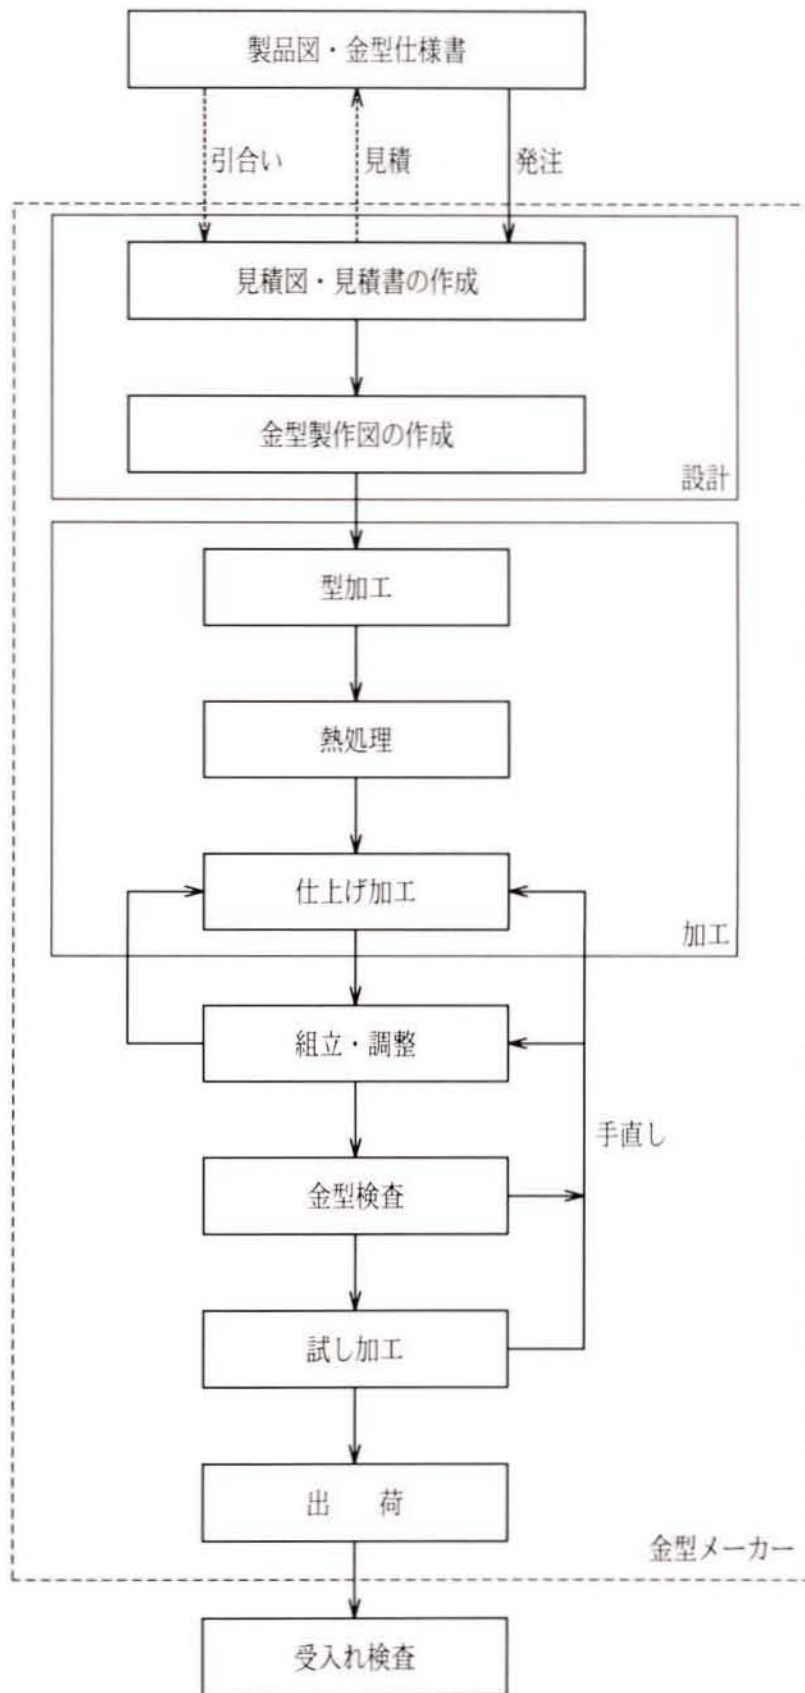 製品図・金型仕様書
引合い
見積
発注
見積図・見積書の作成
金型製作図の作成
設計
型加工
熱処理
仕上げ加工
加工
組立・調整
手直し
金型検査
試し加工
出　荷
金型メーカー
受入れ検査